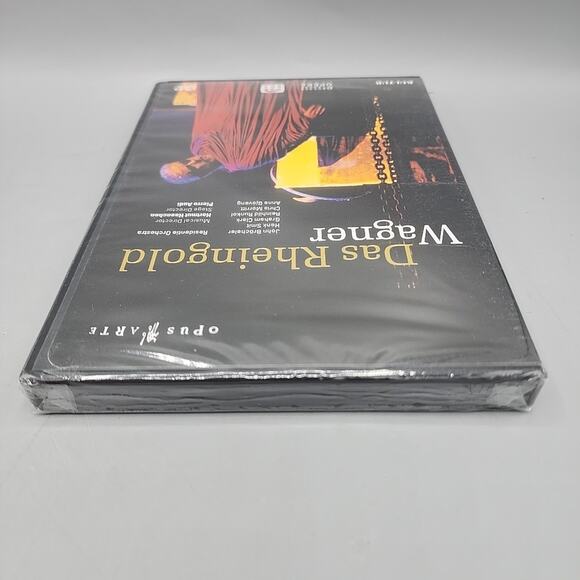 OPUS ARTE
Das Rheingold
Wagner
John Bröcheler
Henk Smit
Graham Clark
Reinhild Runkel
Chris Merritt
Anne Gjevang
Residentie Orchestra
Musical Director
Hartmut Haenchen
Stage Director
Pierre Audi